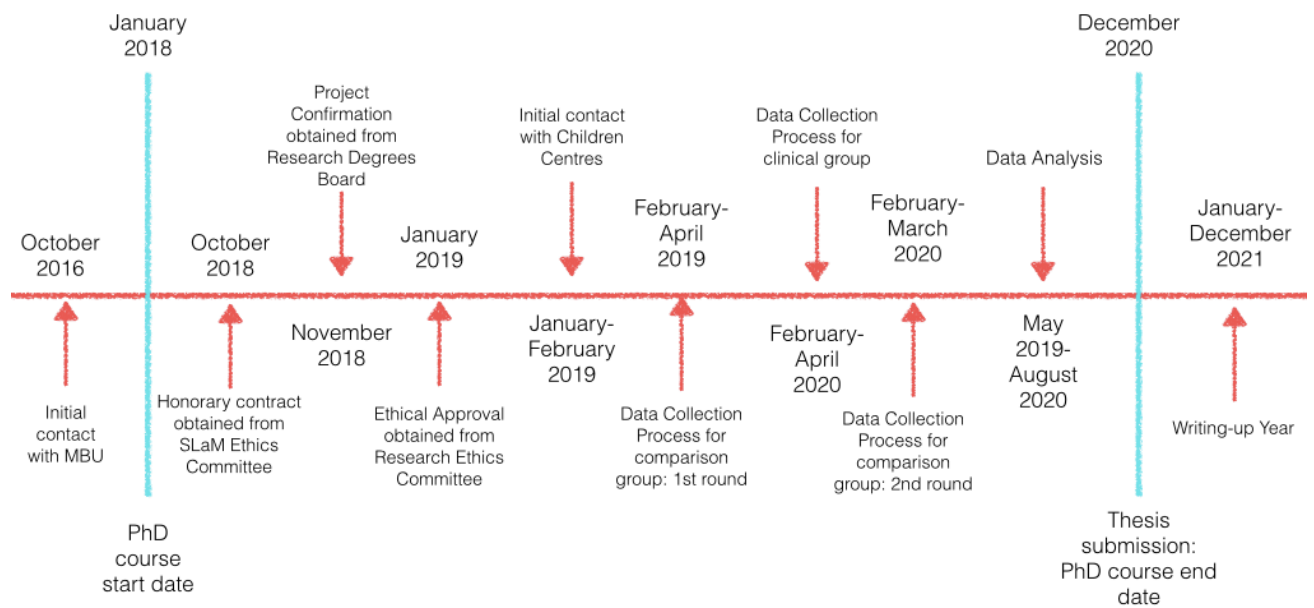 January
2018
December
2020
Project
Confirmation
obtained from
Research Degrees
Board
Initial contact
with Children
Centres
Data Collection
Process for
clinical group
Data Analysis
October
2016
October
2018
January
2019
February-
April
2019
February-
March
2020
January-
December
2021
November
2018
January-
February
2019
February-
April
2020
May
2019-
August
2020
Initial
contact
with MBU
Honorary contract
obtained from
SLaM Ethics
Committee
Ethical Approval
obtained from
Research Ethics
Committee
Data Collection
Process for
comparison
group: 1st round
Data Collection
Process for
comparison
group: 2nd round
Writing-up Year
PhD
course
start date
Thesis
submission:
PhD course end
date